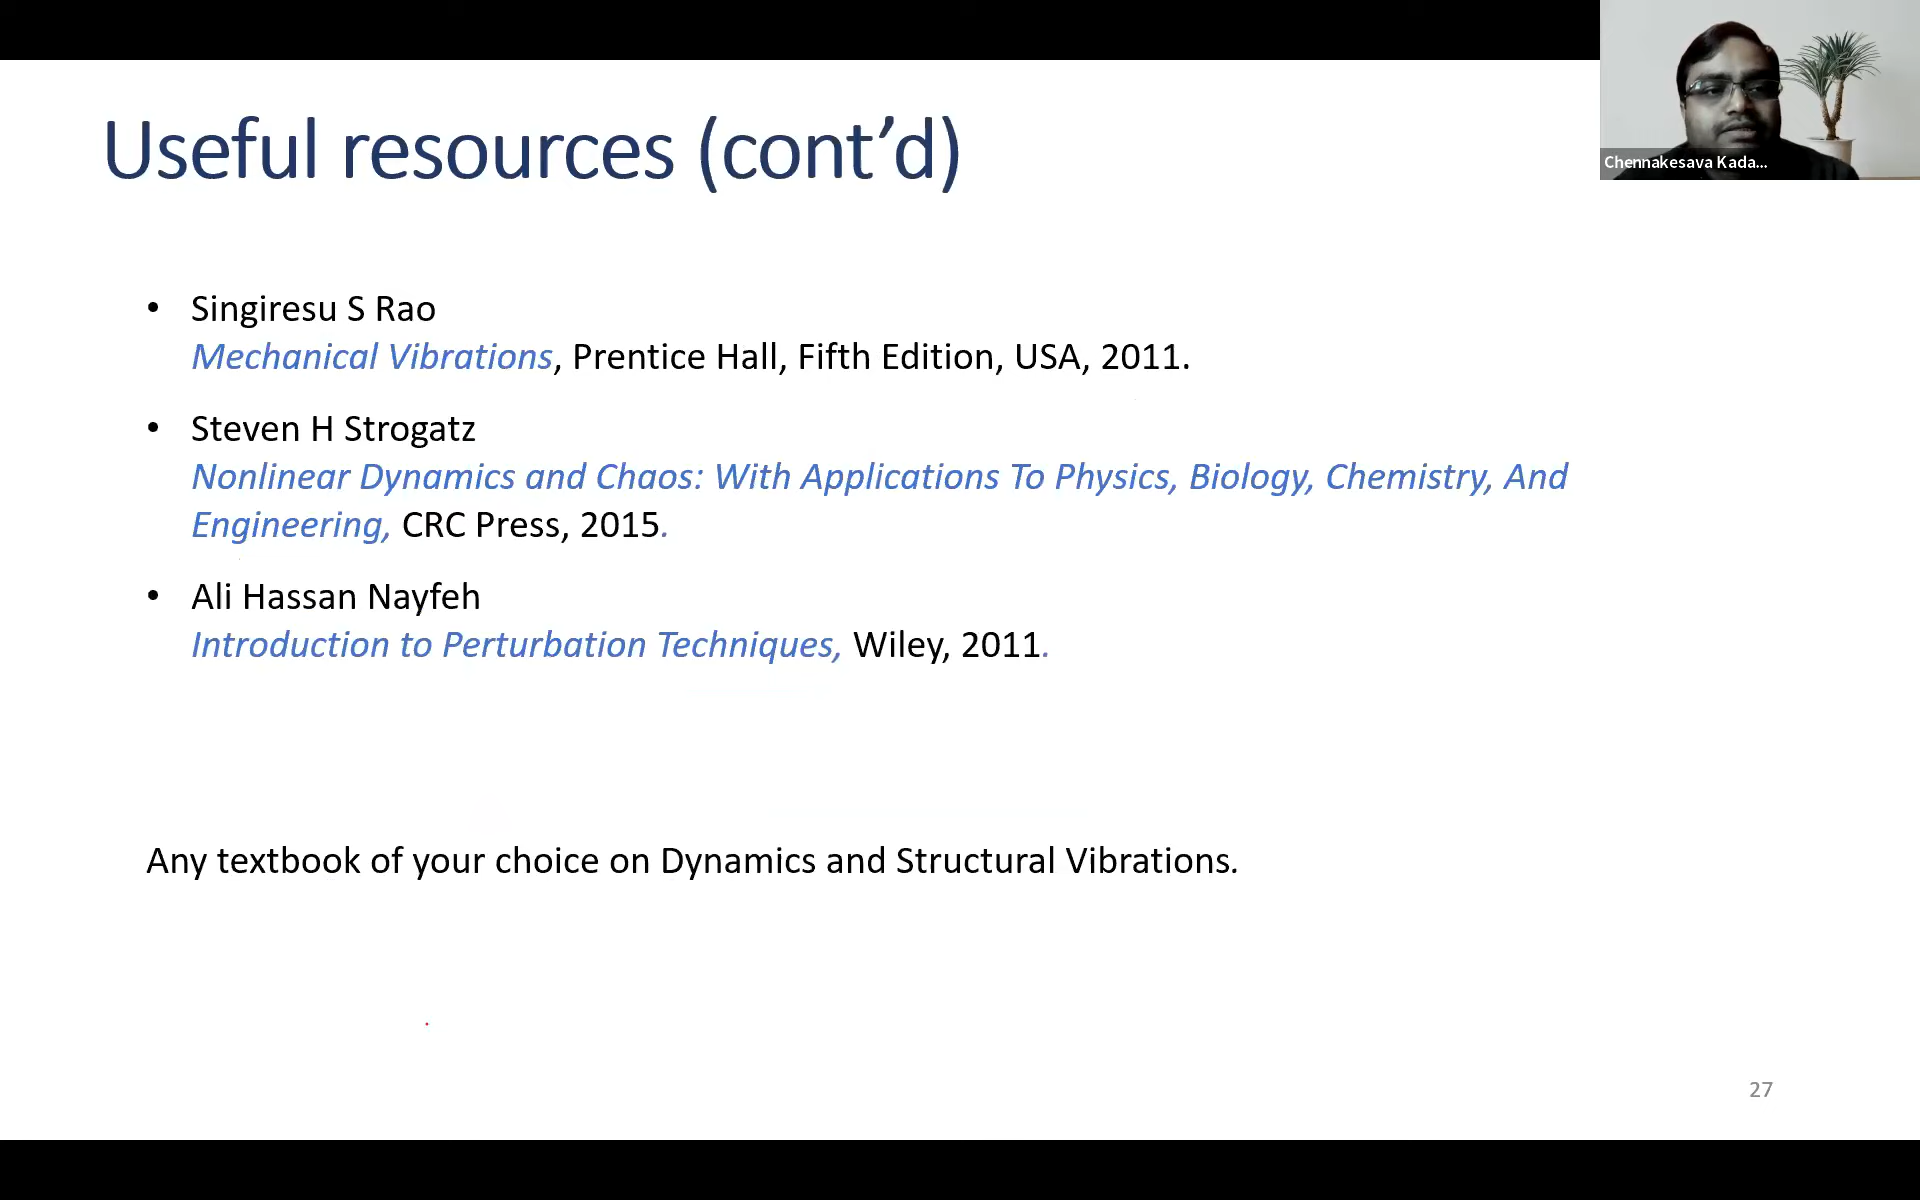 Useful resources (cont’d)
Chennakesava Kada...
• Singiresu S Rao
Mechanical Vibrations, Prentice Hall, Fifth Edition, USA, 2011.
• Steven H Strogatz
Nonlinear Dynamics and Chaos: With Applications To Physics, Biology, Chemistry, And
Engineering, CRC Press, 2015.
• Ali Hassan Nayfeh
Introduction to Perturbation Techniques, Wiley, 2011.
Any textbook of your choice on Dynamics and Structural Vibrations.
27